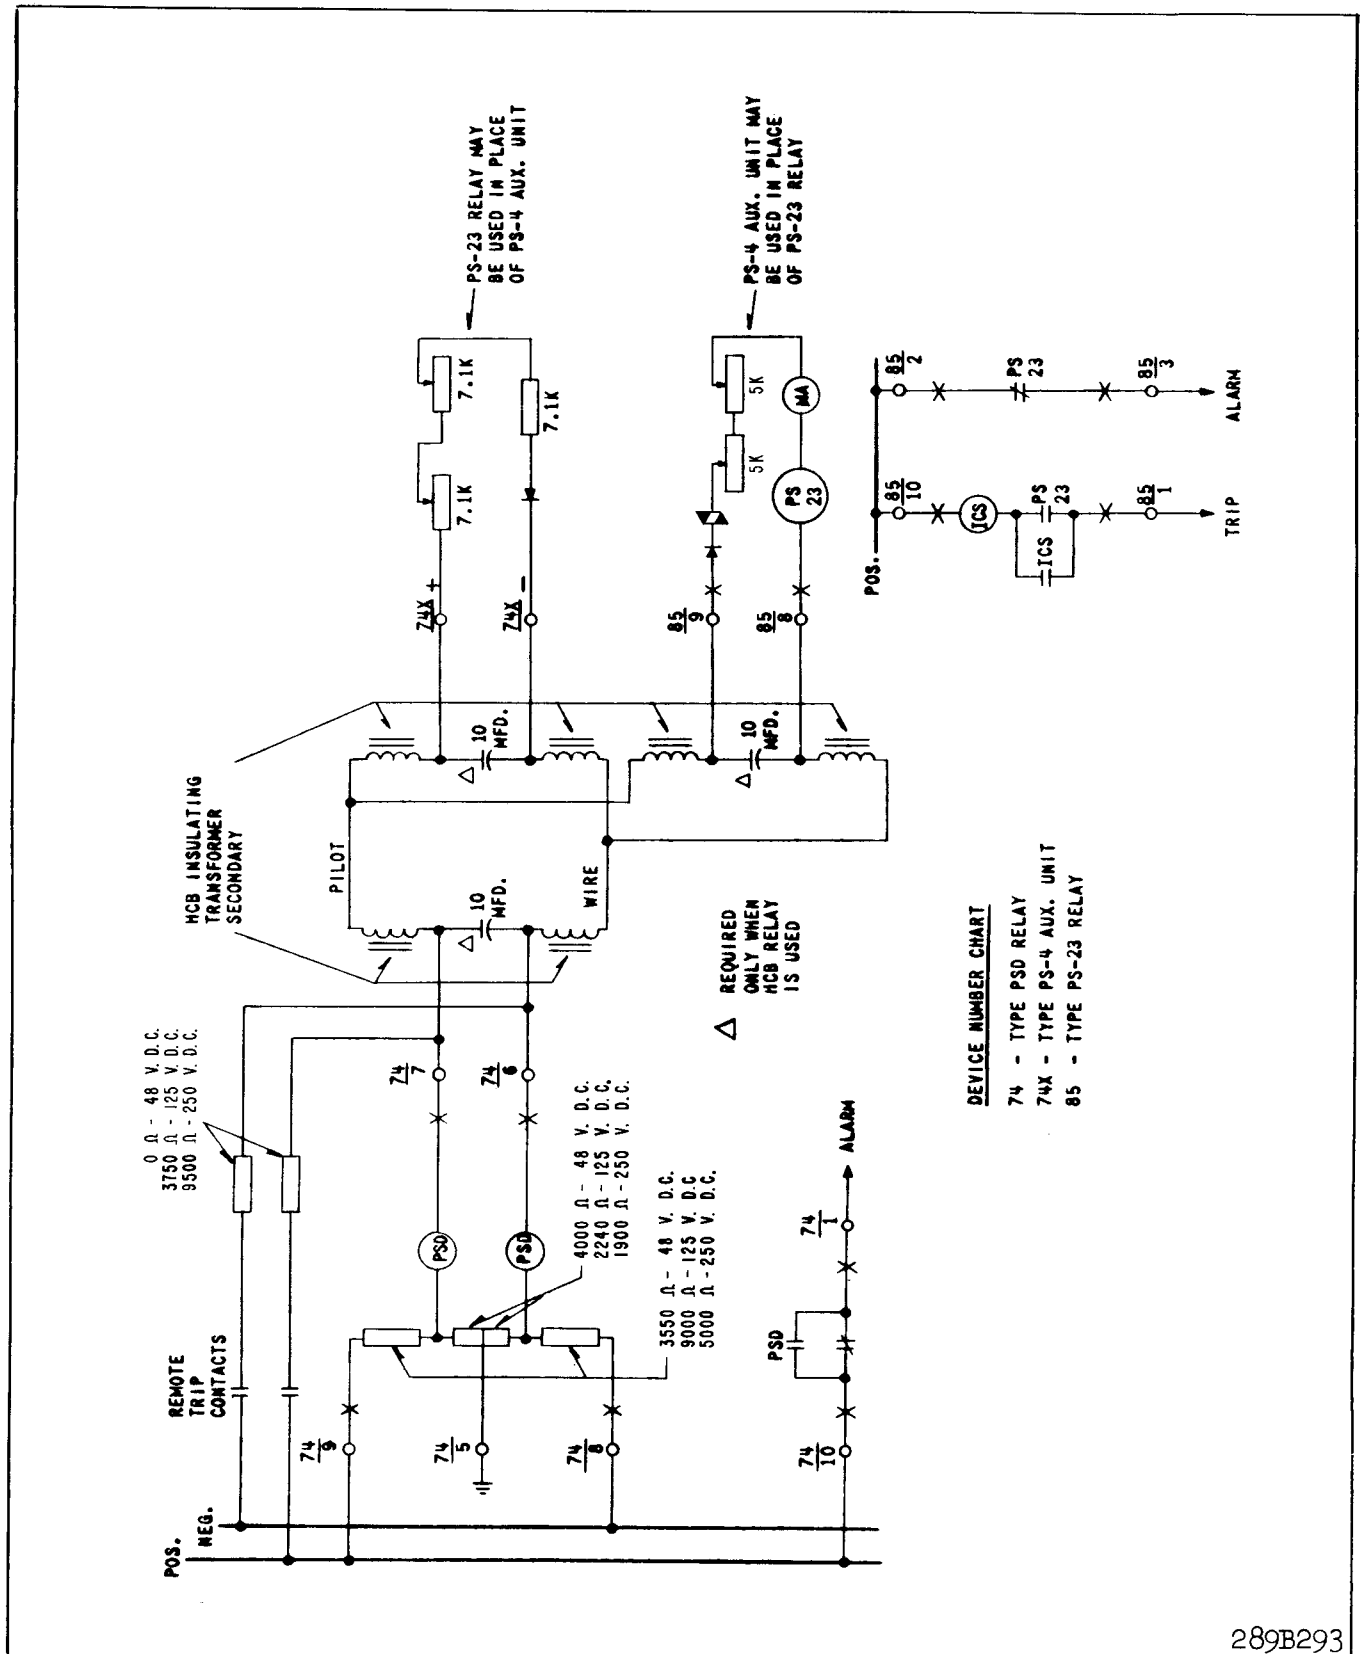 PS-23 RELAY MAY
BE USED IN PLACE
OF PS-4 AUX. UNIT
PS-4 AUX. UNIT MAY
BE USED IN PLACE
OF PS-23 RELAY
7.1K
7.1K
7.1K
5K
5K
MA
PS
23
74X
+
74X
−
85
9
85
8
POS.
85
2
PS
23
85
3
ALARM
85
10
ICS
ICS
PS
23
85
1
TRIP
HCB INSULATING
TRANSFORMER
SECONDARY
PILOT
WIRE
10
MFD.
10
MFD.
10
MFD.
Δ
Δ
Δ
Δ REQUIRED
ONLY WHEN
HCB RELAY
IS USED
0 Ω - 48 V.D.C.
3750 Ω - 125 V.D.C.
9500 Ω - 250 V.D.C.
74
7
74
6
PSD
PSD
4000 Ω - 48 V. D.C.
2240 Ω - 125 V. D.C.
1900 Ω - 250 V. D.C.
3550 Ω - 48 V. D.C.
9000 Ω - 125 V. D.C
5000 Ω - 250 V. D.C.
REMOTE
TRIP
CONTACTS
74
9
74
5
74
8
POS.
NEG.
74
10
PSD
74
1
ALARM
DEVICE NUMBER CHART
74 - TYPE PSD RELAY
74X - TYPE PS-4 AUX. UNIT
85 - TYPE PS-23 RELAY
289B293